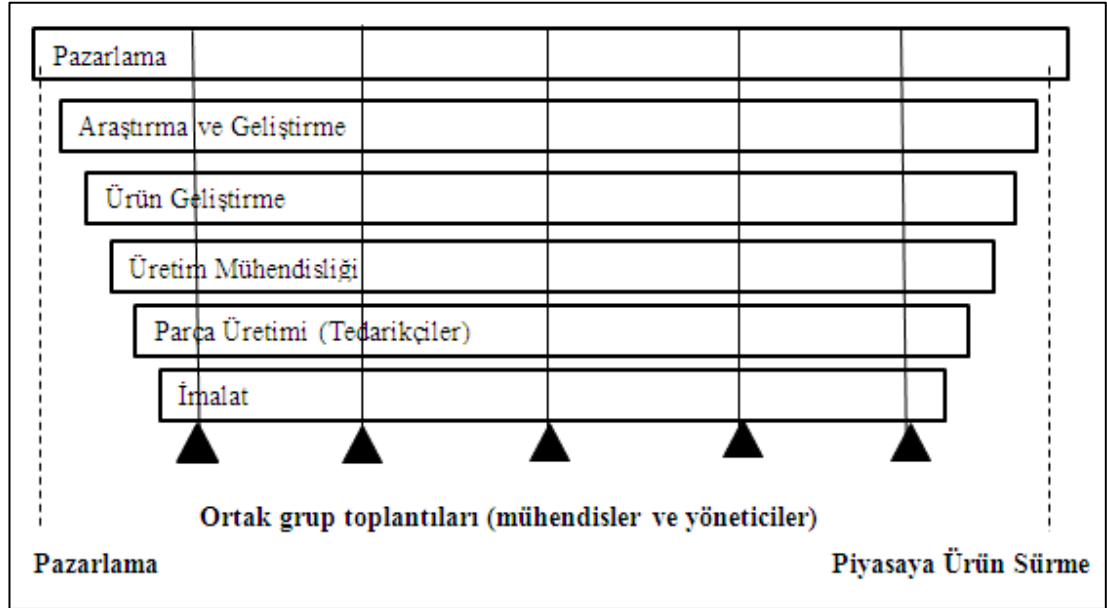 Pazarlama
Araştırma ve Geliştirme
Ürün Geliştirme
Üretim Mühendisliği
Parça Üretimi (Tedarikçiler)
İmalat
Ortak grup toplantıları (mühendisler ve yöneticiler)
Pazarlama
Piyasaya Ürün Sürme